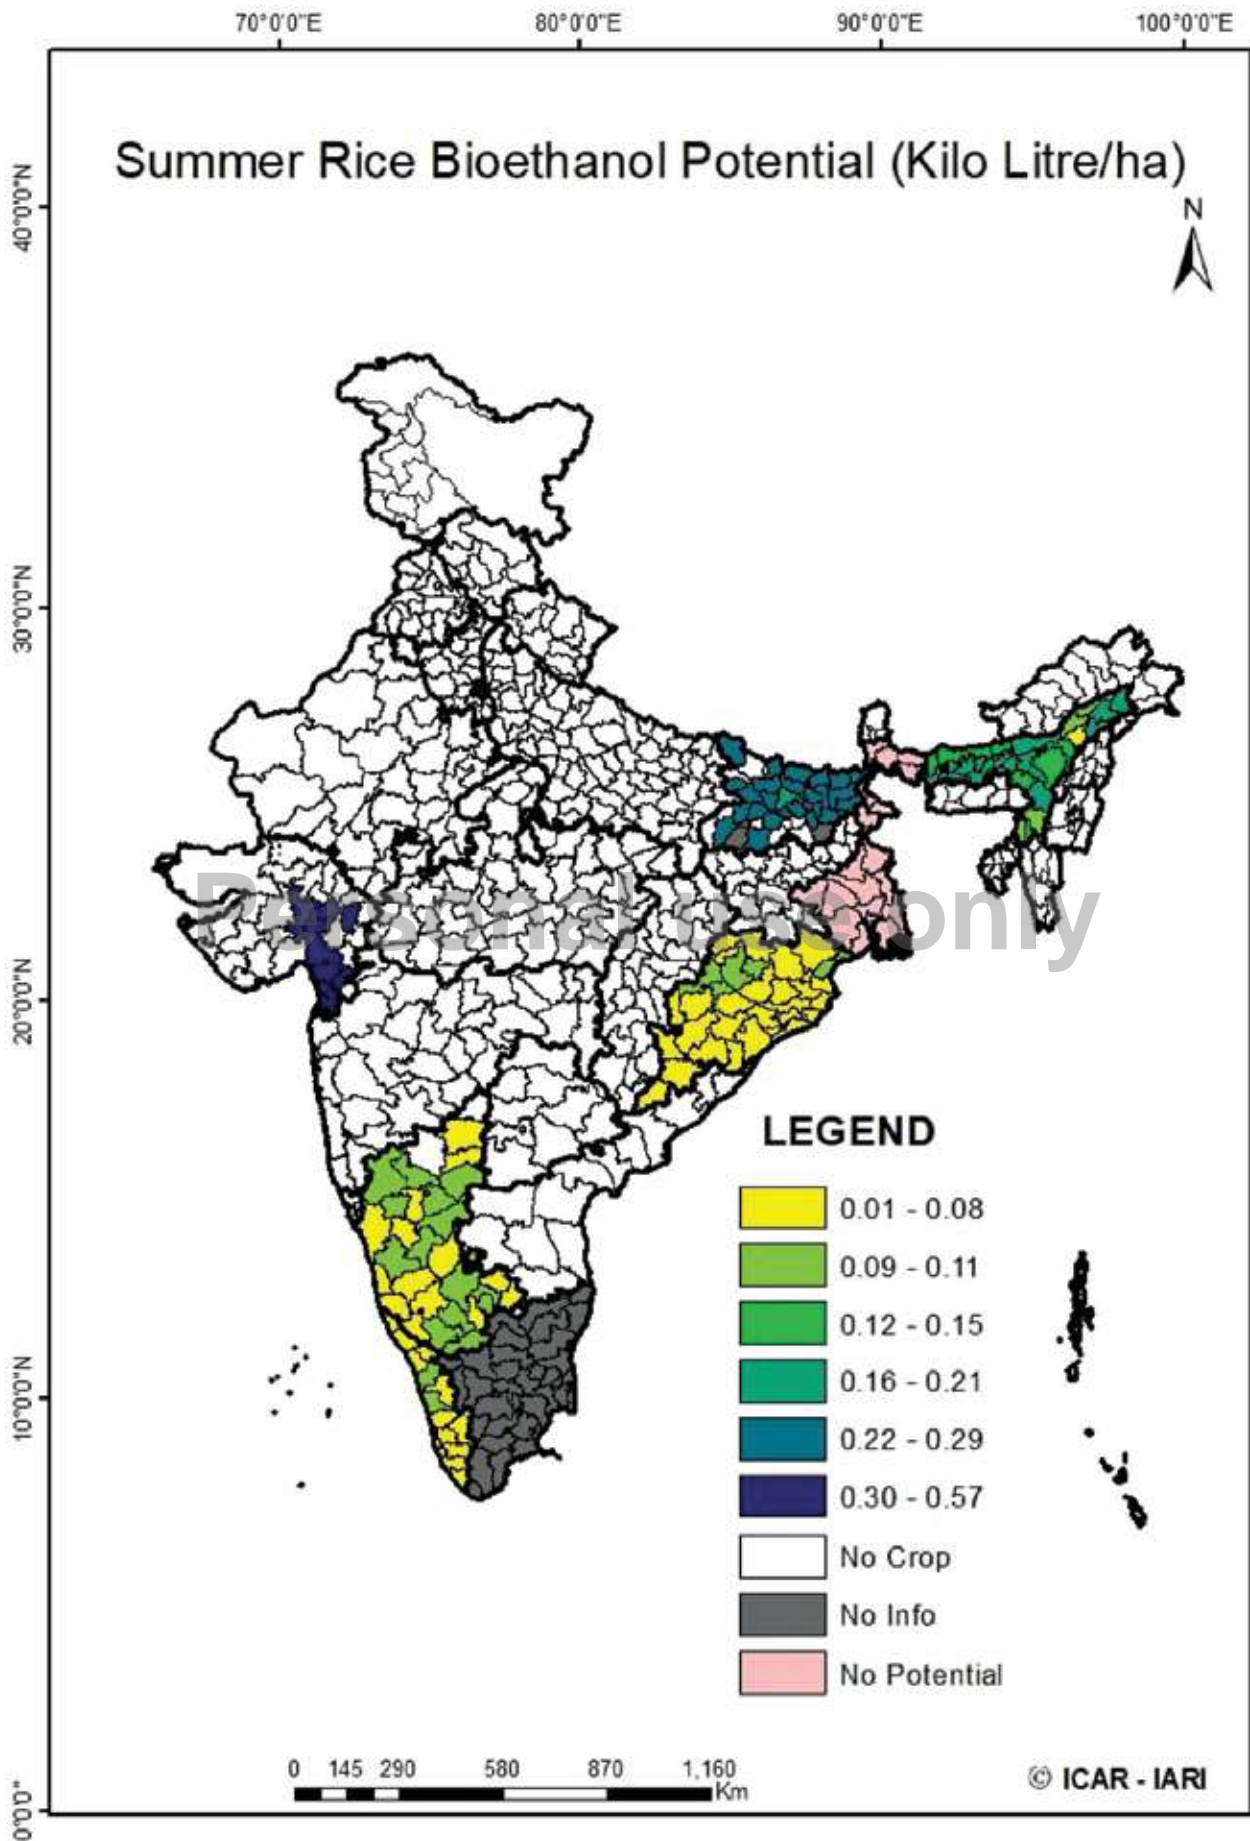 70°0'0"E 80°0'0"E 90°0'0"E 100°0'0"E
Summer Rice Bioethanol Potential (Kilo Litre/ha)
N
40°0'0"N
30°0'0"N
20°0'0"N
10°0'0"N
0°0'0"
Personal use only
LEGEND
0.01 - 0.08
0.09 - 0.11
0.12 - 0.15
0.16 - 0.21
0.22 - 0.29
0.30 - 0.57
No Crop
No Info
No Potential
0 145 290 580 870 1,160
Km
© ICAR - IARI